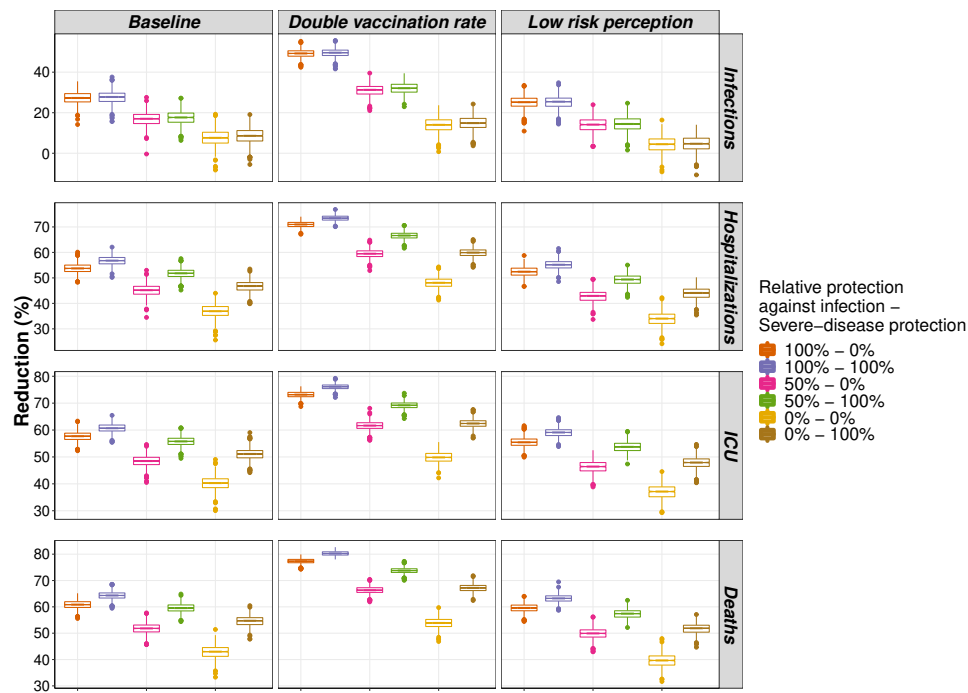 Baseline
Double vaccination rate
Low risk perception
40
20
0
Infections
70
60
50
40
30
Hospitalizations
80
70
60
50
40
30
ICU
80
70
60
50
40
30
Deaths
Reduction (%)
Relative protection
against infection −
Severe−disease protection
100% − 0%
100% − 100%
50% − 0%
50% − 100%
0% − 0%
0% − 100%